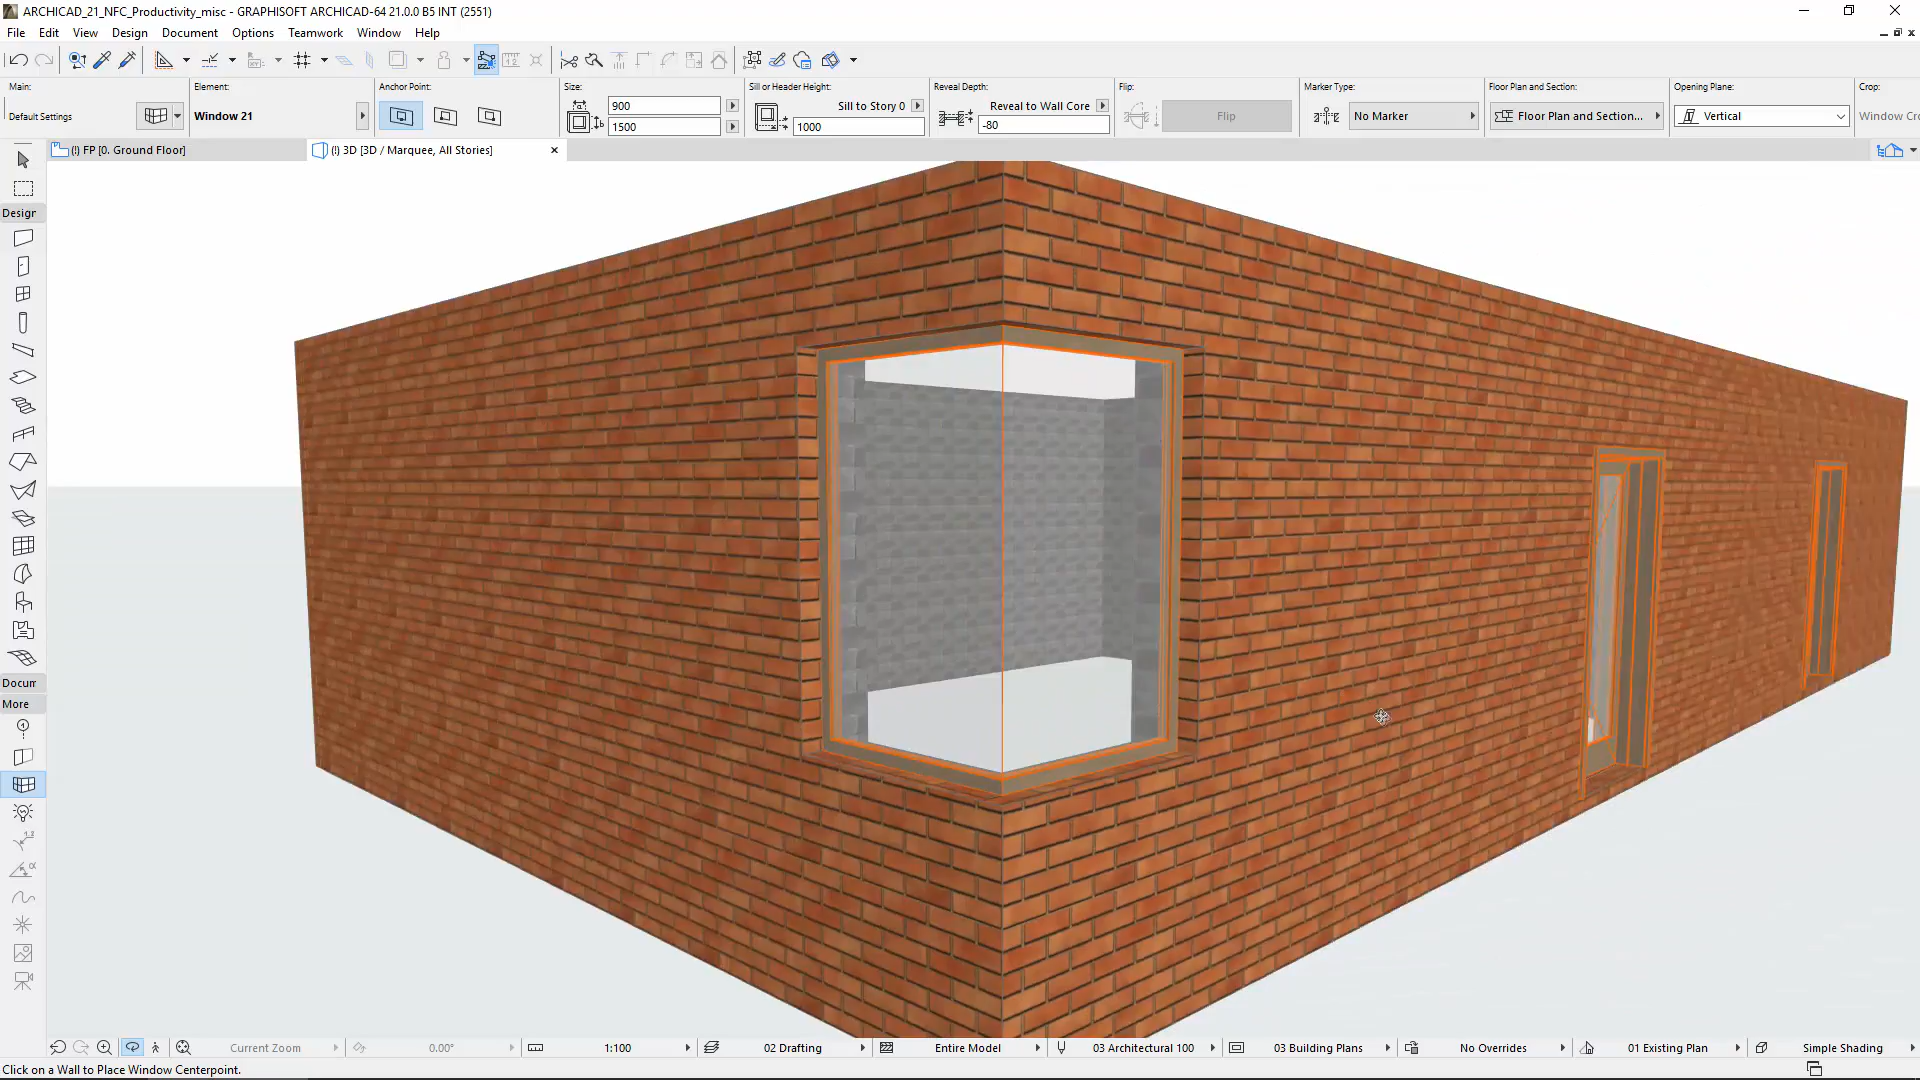 ARCHICAD_21_NFC_Productivity_misc - GRAPHISOFT ARCHICAD-64 21.0.0 B5 INT (2551)
File Edit View Design Document Options Teamwork Window Help
Main: Element: Anchor Point: Size: Sill or Header Height: Reveal Depth: Flip: Marker Type: Floor Plan and Section: Opening Plane: Crop:
900 Sill to Story 0 Reveal to Wall Core
Default Settings Window 21 Flip No Marker Floor Plan and Section... Vertical Window Cro
1500 1000 -80
(!) FP [0. Ground Floor] (!) 3D [3D / Marquee, All Stories]
Design
Docum
More
Current Zoom 0.00° 1:100 02 Drafting Entire Model 03 Architectural 100 03 Building Plans No Overrides 01 Existing Plan Simple Shading
Click on a Wall to Place Window Centerpoint.